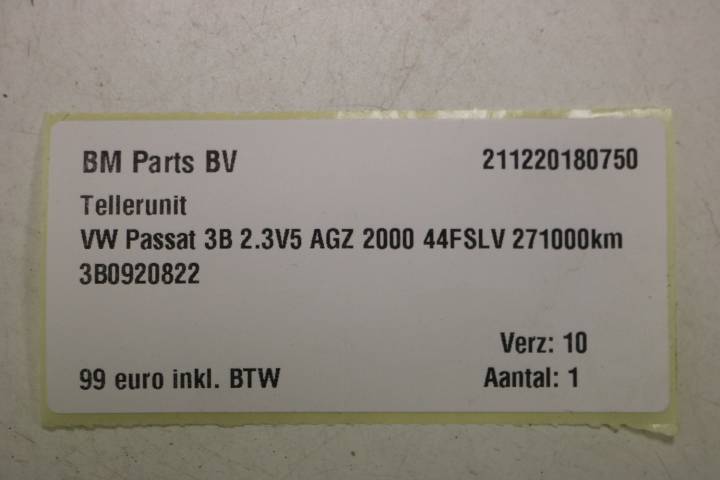 BM Parts BV 211220180750
Tellerunit
VW Passat 3B 2.3V5 AGZ 2000 44FSLV 271000km
3B0920822
Verz: 10
99 euro inkl. BTW Aantal: 1